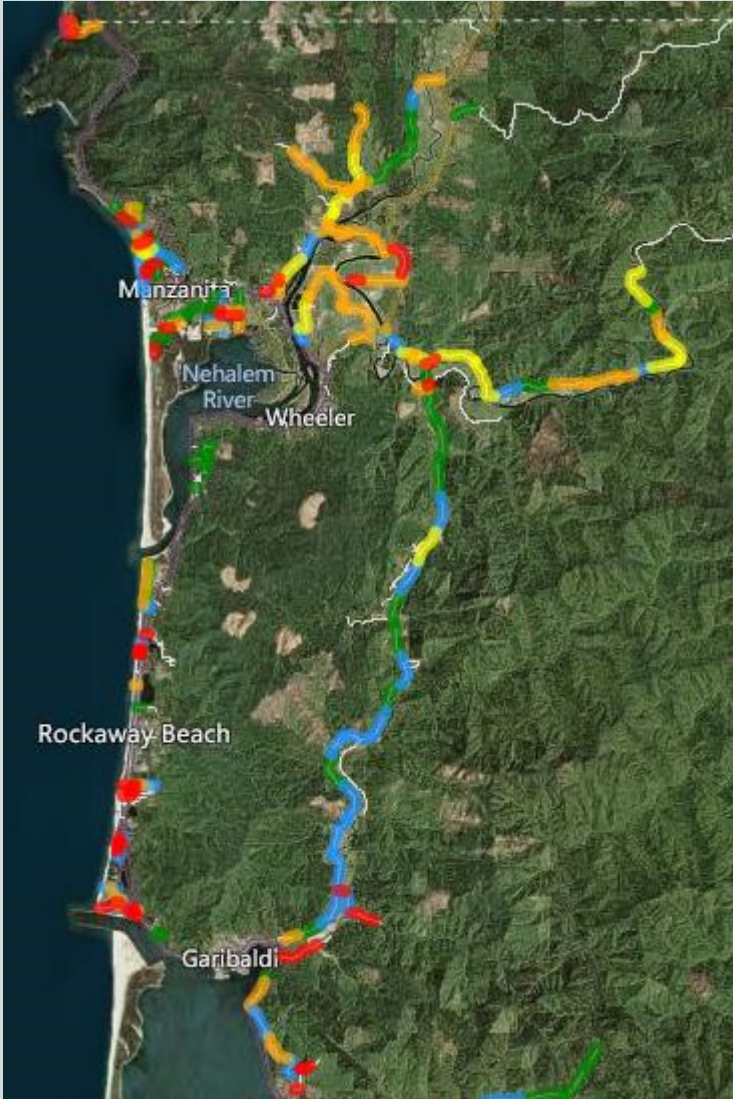 Manzanita
Nehalem
River
Wheeler
Rockaway Beach
Garibaldi